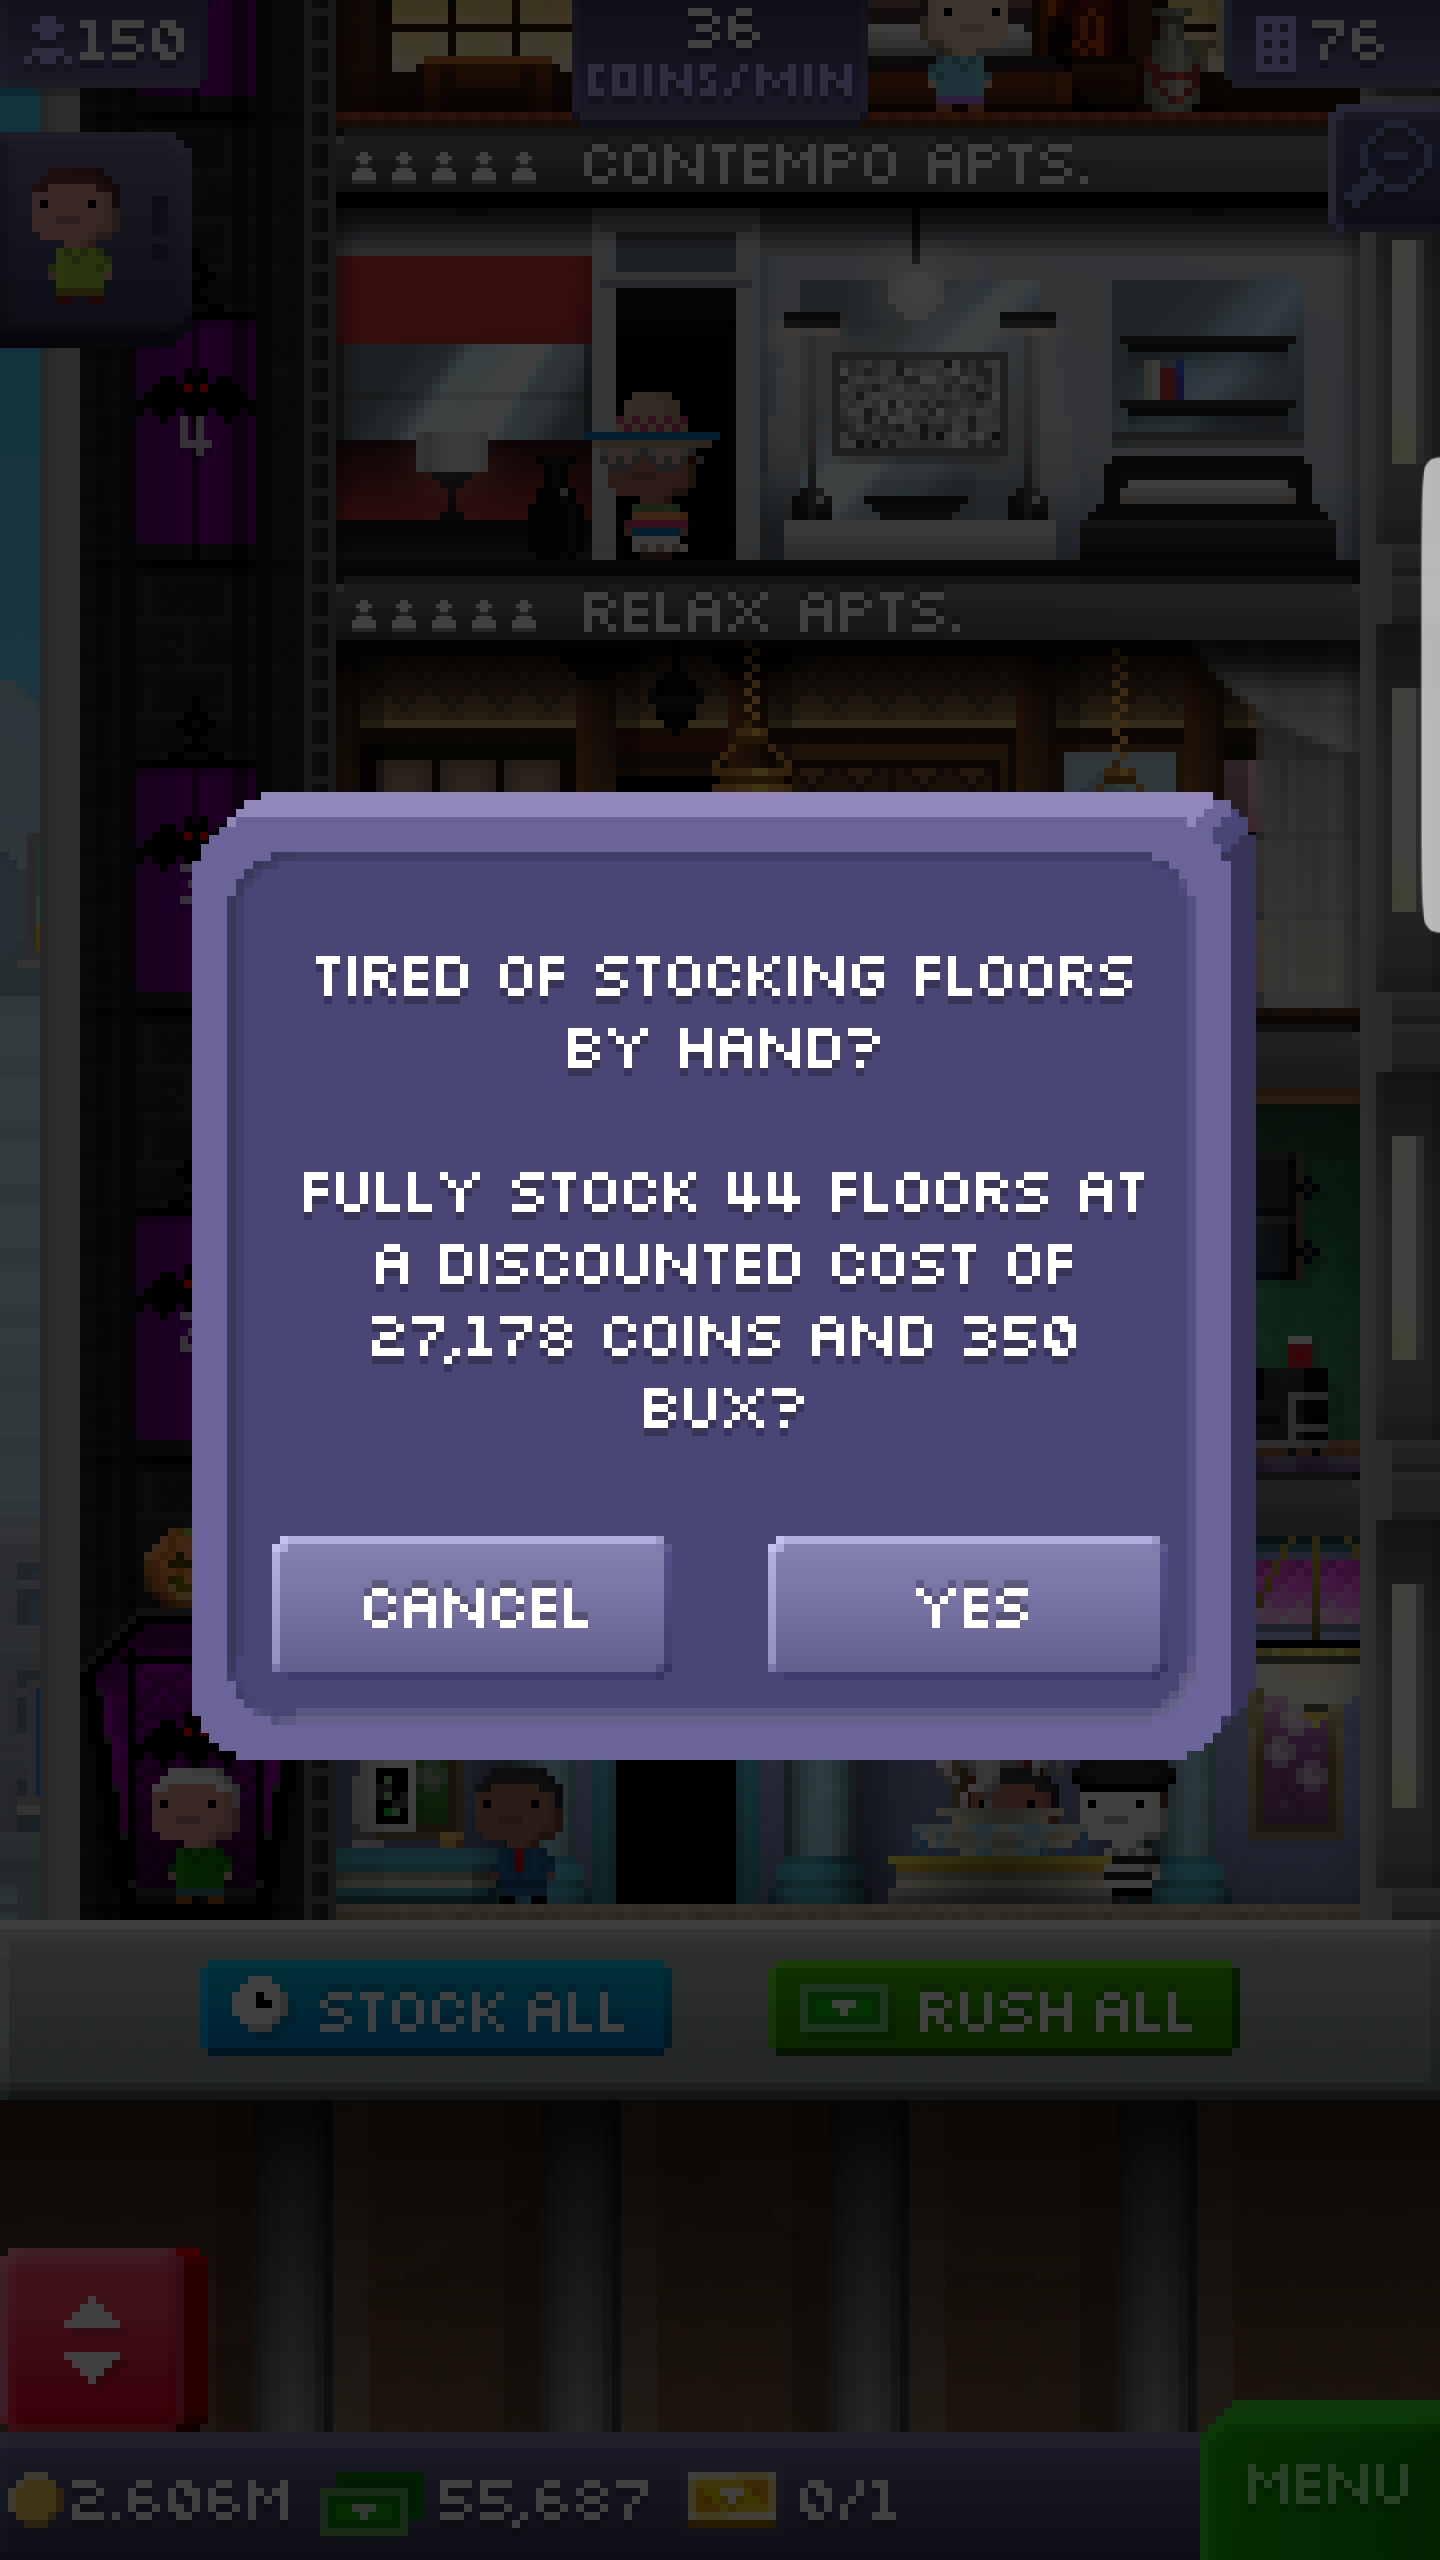 150
36
COINS/MIN
76
CONTEMPO APTS.
4
RELAX APTS.
TIRED OF STOCKING FLOORS
BY HAND?
FULLY STOCK 44 FLOORS AT
A DISCOUNTED COST OF
27,178 COINS AND 350
BUX?
CANCEL
YES
STOCK ALL
RUSH ALL
2.606M
55,687
0/1
MENU